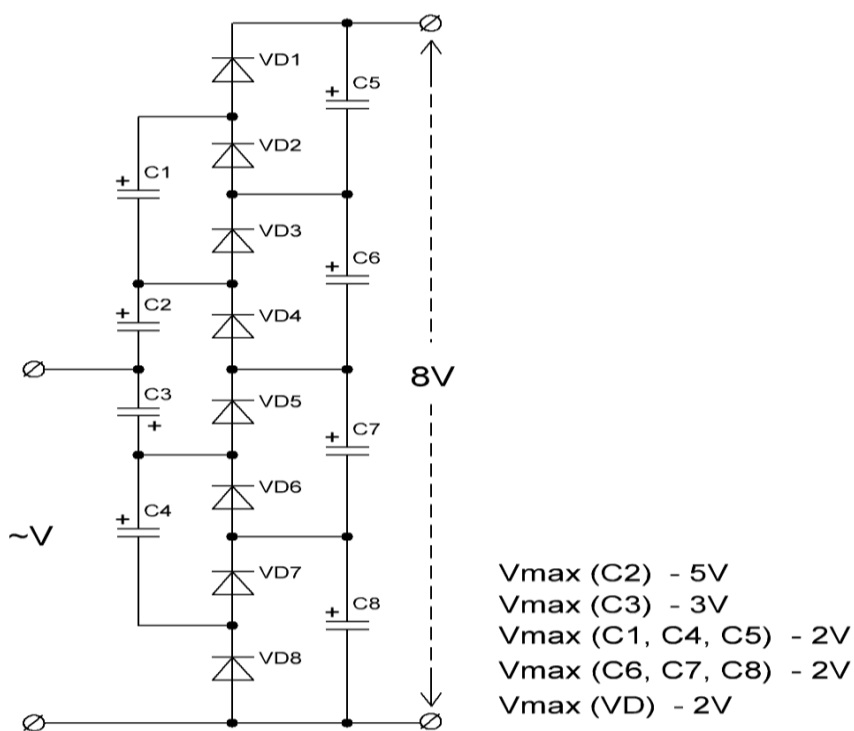 VD1
C5
+
VD2
C1
+
VD3
C6
+
C2
+
VD4
8V
C3
+
VD5
C7
+
C4
+
VD6
~V
VD7
C8
+
VD8
Vmax (C2) - 5V
Vmax (C3) - 3V
Vmax (C1, C4, C5) - 2V
Vmax (C6, C7, C8) - 2V
Vmax (VD) - 2V